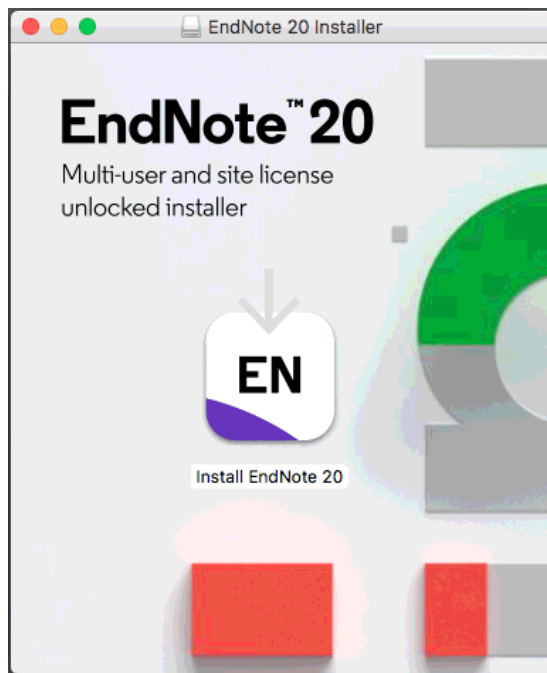 EndNote 20 Installer
EndNote™ 20
Multi-user and site license
unlocked installer
EN
Install EndNote 20